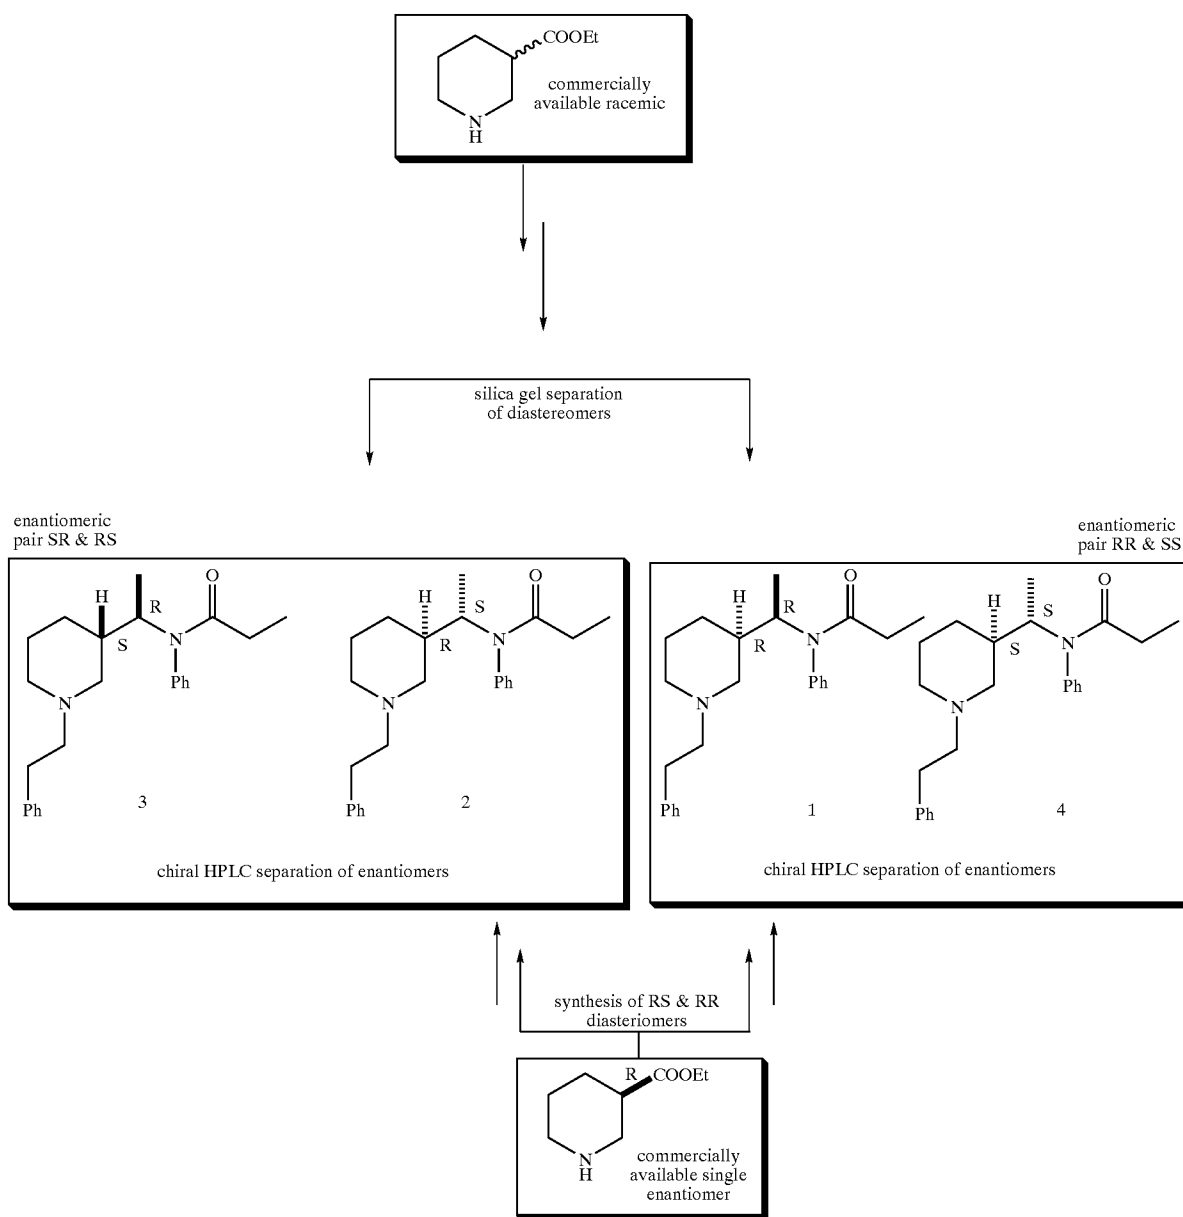 COOEt
commercially
available racemic
N
H
silica gel separation
of diastereomers
enantiomeric
pair SR & RS
enantiomeric
pair RR & SS
H
R
O
S
N
Ph
N
Ph
3
H
S
O
R
N
Ph
N
Ph
2
chiral HPLC separation of enantiomers
H
R
O
R
N
Ph
N
Ph
1
H
S
O
S
N
Ph
N
Ph
4
chiral HPLC separation of enantiomers
synthesis of RS & RR
diasteriomers
R
COOEt
N
H
commercially
available single
enantiomer